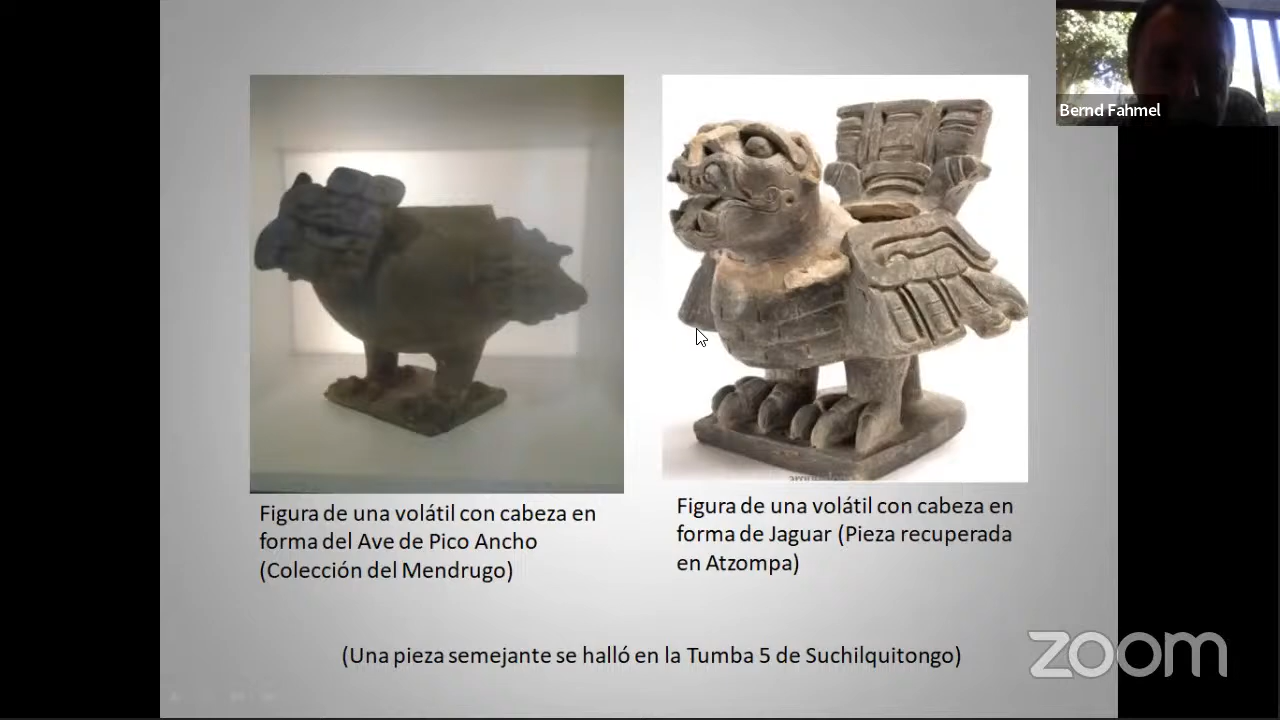 Bernd Fahmel
Figura de una volátil con cabeza en
forma del Ave de Pico Ancho
(Colección del Mendrugo)
Figura de una volátil con cabeza en
forma de Jaguar (Pieza recuperada
en Atzompa)
(Una pieza semejante se halló en la Tumba 5 de Suchilquitongo)
zoom